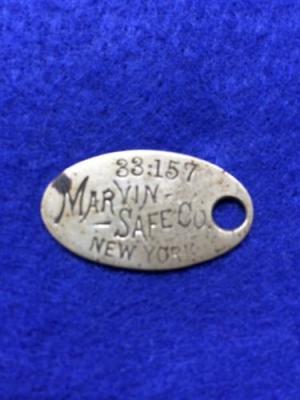 33:157
MARVIN-
-SAFE CO.
NEW YORK